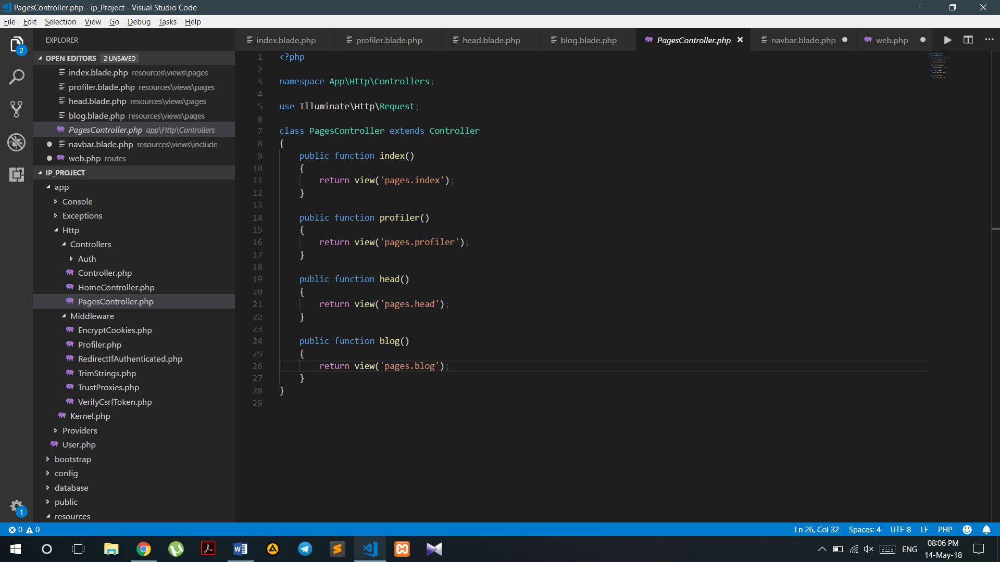 PagesController.php - ip_Project - Visual Studio Code
File Edit Selection View Go Debug Tasks Help
EXPLORER
OPEN EDITORS 2 UNSAVED
index.blade.php resources\views\pages
profiler.blade.php resources\views\pages
head.blade.php resources\views\pages
blog.blade.php resources\views\pages
PagesController.php app\Http\Controllers
navbar.blade.php resources\views\include
web.php routes
IP_PROJECT
app
Console
Exceptions
Http
Controllers
Auth
Controller.php
HomeController.php
PagesController.php
Middleware
EncryptCookies.php
Profiler.php
RedirectIfAuthenticated.php
TrimStrings.php
TrustProxies.php
VerifyCsrfToken.php
Kernel.php
Providers
User.php
bootstrap
config
database
public
resources
2
1
index.blade.php profiler.blade.php head.blade.php blog.blade.php PagesController.php navbar.blade.php web.php
1 <?php
2
3 namespace App\Http\Controllers;
4
5 use Illuminate\Http\Request;
6
7 class PagesController extends Controller
8 {
9 public function index()
10 {
11 return view('pages.index');
12 }
13
14 public function profiler()
15 {
16 return view('pages.profiler');
17 }
18
19 public function head()
20 {
21 return view('pages.head');
22 }
23
24 public function blog()
25 {
26 return view('pages.blog');
27 }
28 }
29
0 0 Ln 26, Col 32 Spaces: 4 UTF-8 LF PHP
ENG
08:06 PM
14-May-18